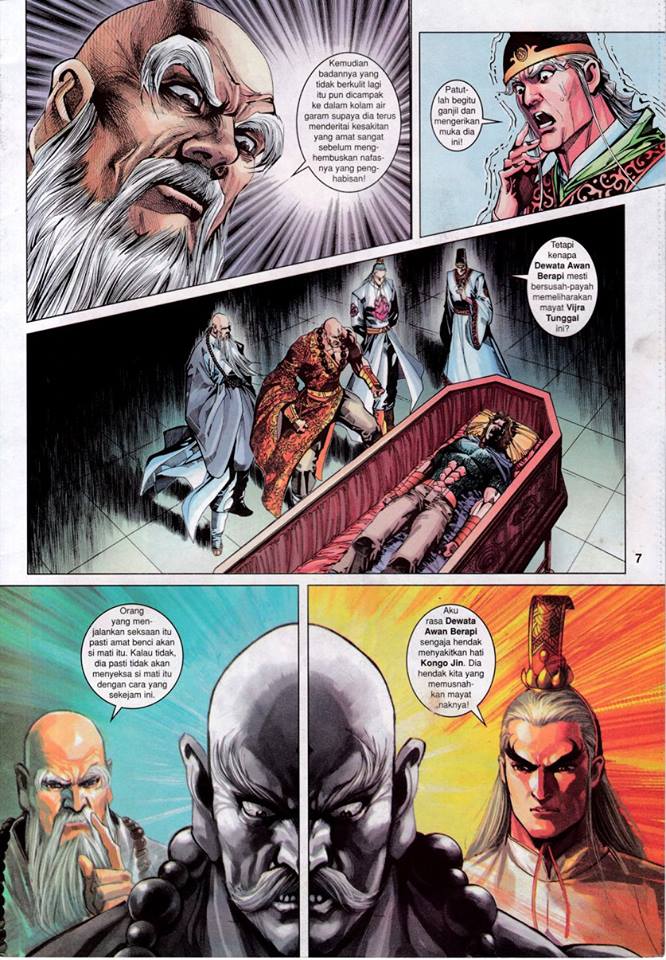 Kemudian
badannya yang
tidak berkulit lagi
itu pun dicampak
ke dalam kolam air
garam supaya dia terus
menderitai kesakitan
yang amat sangat
sebelum meng-
hembuskan nafas-
nya yang peng-
habisan!
Patut-
lah begitu
ganjil dan
mengerikan
muka dia
ini!
Tetapi
kenapa
Dewata Awan
Berapi mesti
bersusah-payah
memeliharakan
mayat Vijra
Tunggal
ini?
7
Orang
yang men-
jalankan seksaan itu
pasti amat benci akan
si mati itu. Kalau tidak,
dia pasti tidak akan
menyeksa si mati itu
dengan cara yang
sekejam ini.
Aku
rasa Dewata
Awan Berapi
sengaja hendak
menyakitkan hati
Kongo Jin. Dia
hendak kita yang
memusnah-
kan mayat
„naknya!